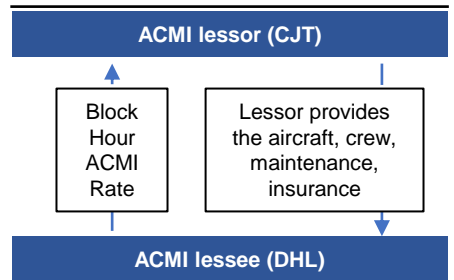 ACMI lessor (CJT)
Block
Hour
ACMI
Rate
Lessor provides
the aircraft, crew,
maintenance,
insurance
ACMI lessee (DHL)